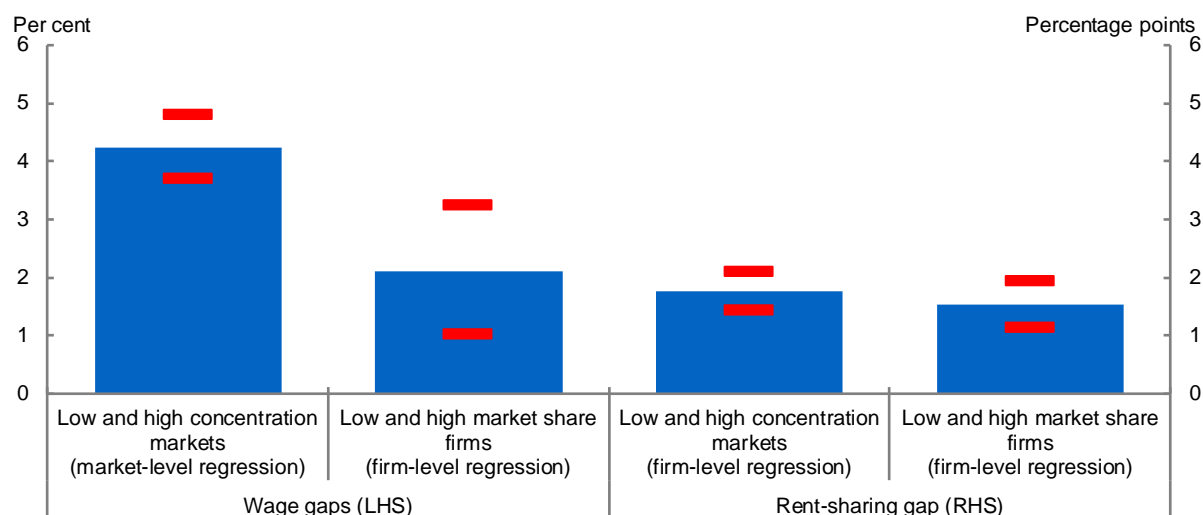 Per cent
Percentage points
6
5
4
3
2
1
0
6
5
4
3
2
1
0
Low and high concentration
markets
(market-level regression)
Low and high market share
firms
(firm-level regression)
Low and high concentration
markets
(firm-level regression)
Low and high market share
firms
(firm-level regression)
Wage gaps (LHS)
Rent-sharing gap (RHS)